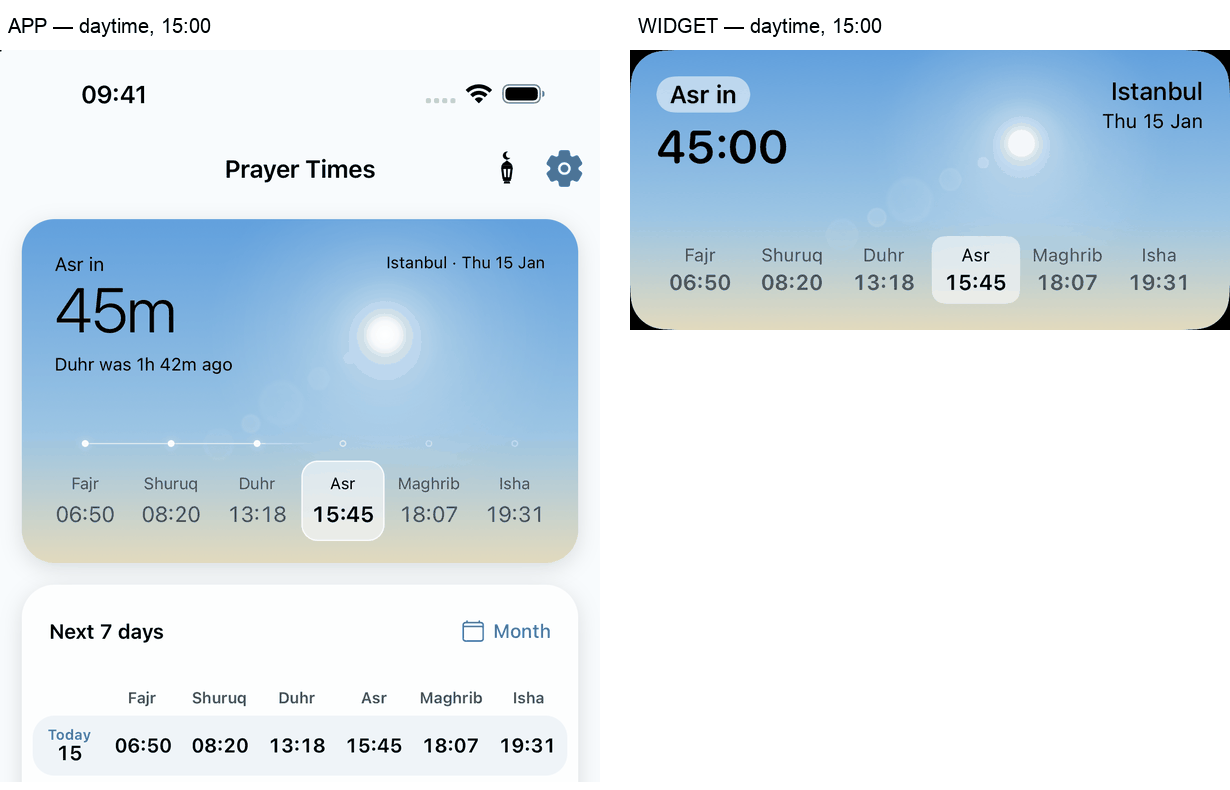 APP — daytime, 15:00
09:41
Prayer Times
Asr in
Istanbul · Thu 15 Jan
45m
Duhr was 1h 42m ago
Fajr Shuruq Duhr Asr Maghrib Isha
06:50 08:20 13:18 15:45 18:07 19:31
Next 7 days
Month
Fajr Shuruq Duhr Asr Maghrib Isha
Today
15 06:50 08:20 13:18 15:45 18:07 19:31
WIDGET — daytime, 15:00
Asr in
Istanbul
45:00
Thu 15 Jan
Fajr Shuruq Duhr Asr Maghrib Isha
06:50 08:20 13:18 15:45 18:07 19:31